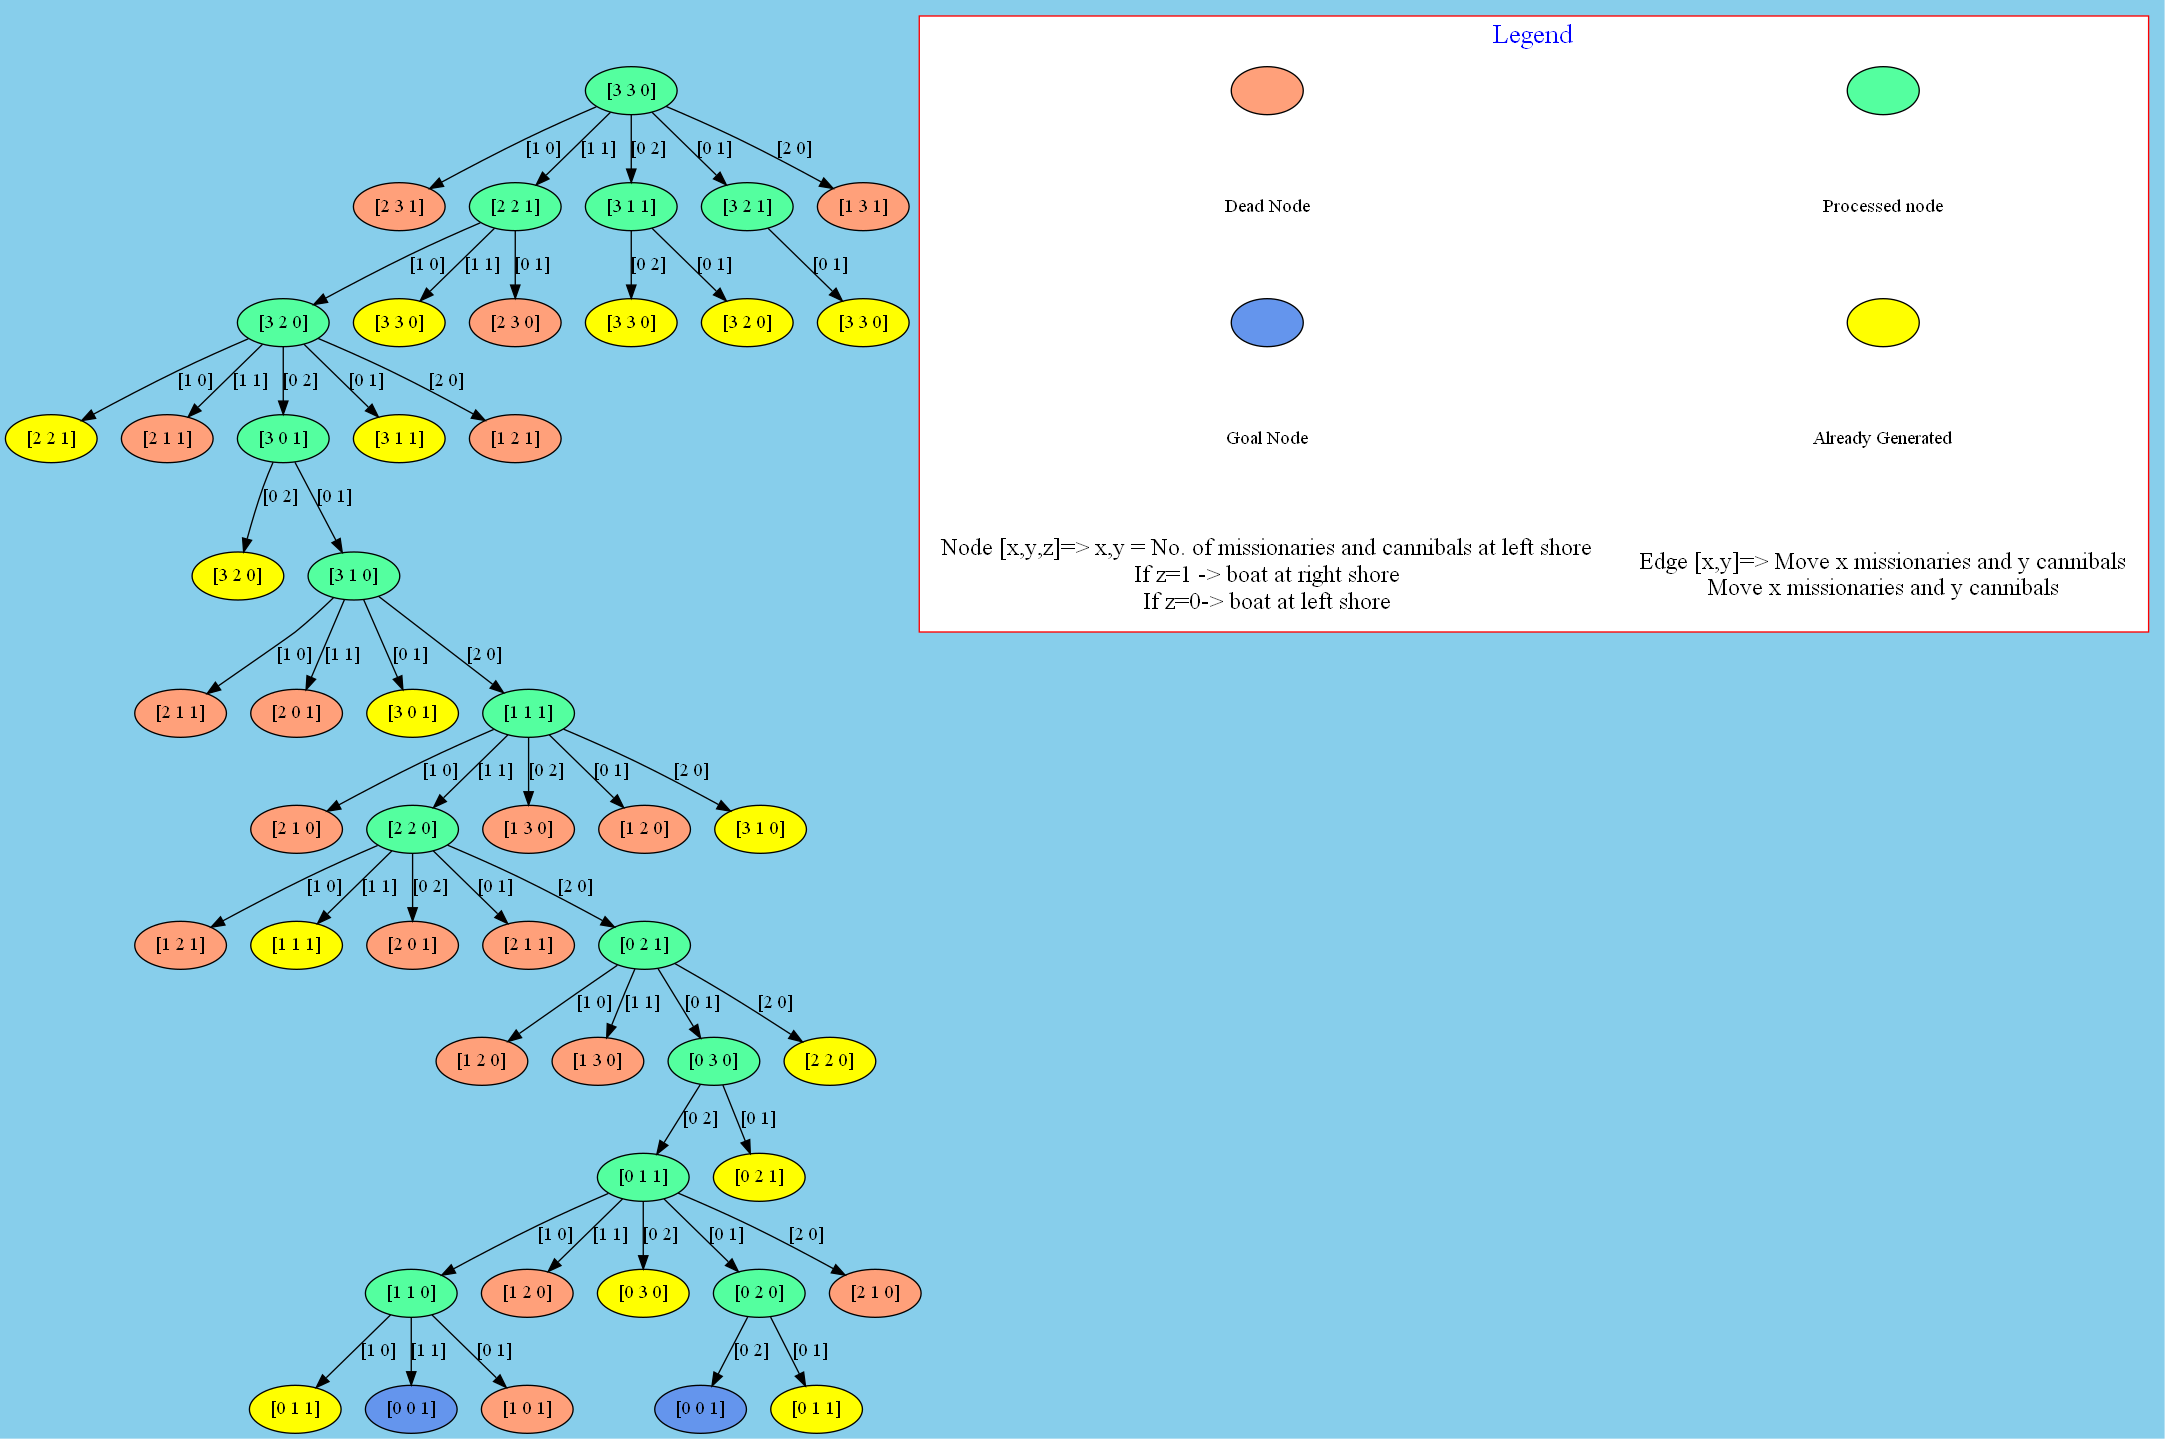 Legend
[3 3 0]
[1 0] [1 1] [0 2] [0 1] [2 0]
[2 3 1] [2 2 1] [3 1 1] [3 2 1] [1 3 1]
Dead Node Processed node
[1 0] [1 1] [0 1] [0 2] [0 1] [0 1]
[3 2 0] [3 3 0] [2 3 0] [3 3 0] [3 2 0] [3 3 0]
[1 0] [1 1] [0 2] [0 1] [2 0]
[2 2 1] [2 1 1] [3 0 1] [3 1 1] [1 2 1]
Goal Node Already Generated
[0 2] [0 1]
Node [x,y,z]=> x,y = No. of missionaries and cannibals at left shore
If z=1 -> boat at right shore
If z=0-> boat at left shore
Edge [x,y]=> Move x missionaries and y cannibals
Move x missionaries and y cannibals
[3 2 0] [3 1 0]
[1 0] [1 1] [0 1] [2 0]
[2 1 1] [2 0 1] [3 0 1] [1 1 1]
[1 0] [1 1] [0 2] [0 1] [2 0]
[2 1 0] [2 2 0] [1 3 0] [1 2 0] [3 1 0]
[1 0] [1 1] [0 2] [0 1] [2 0]
[1 2 1] [1 1 1] [2 0 1] [2 1 1] [0 2 1]
[1 0] [1 1] [0 1] [2 0]
[1 2 0] [1 3 0] [0 3 0] [2 2 0]
[0 2] [0 1]
[0 1 1] [0 2 1]
[1 0] [1 1] [0 2] [0 1] [2 0]
[1 1 0] [1 2 0] [0 3 0] [0 2 0] [2 1 0]
[1 0] [1 1] [0 1] [0 2] [0 1]
[0 1 1] [0 0 1] [1 0 1] [0 0 1] [0 1 1]